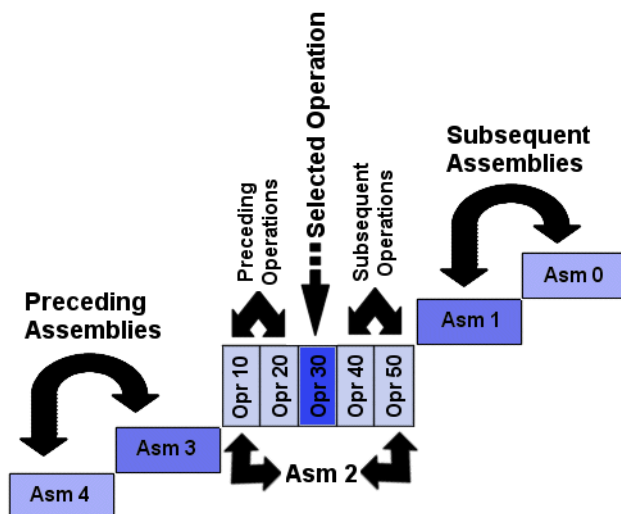 Selected Operation
Subsequent
Assemblies
Preceding
Operations
Subsequent
Operations
Asm 0
Preceding
Assemblies
Asm 1
Opr 10
Opr 20
Opr 30
Opr 40
Opr 50
Asm 3
Asm 2
Asm 4